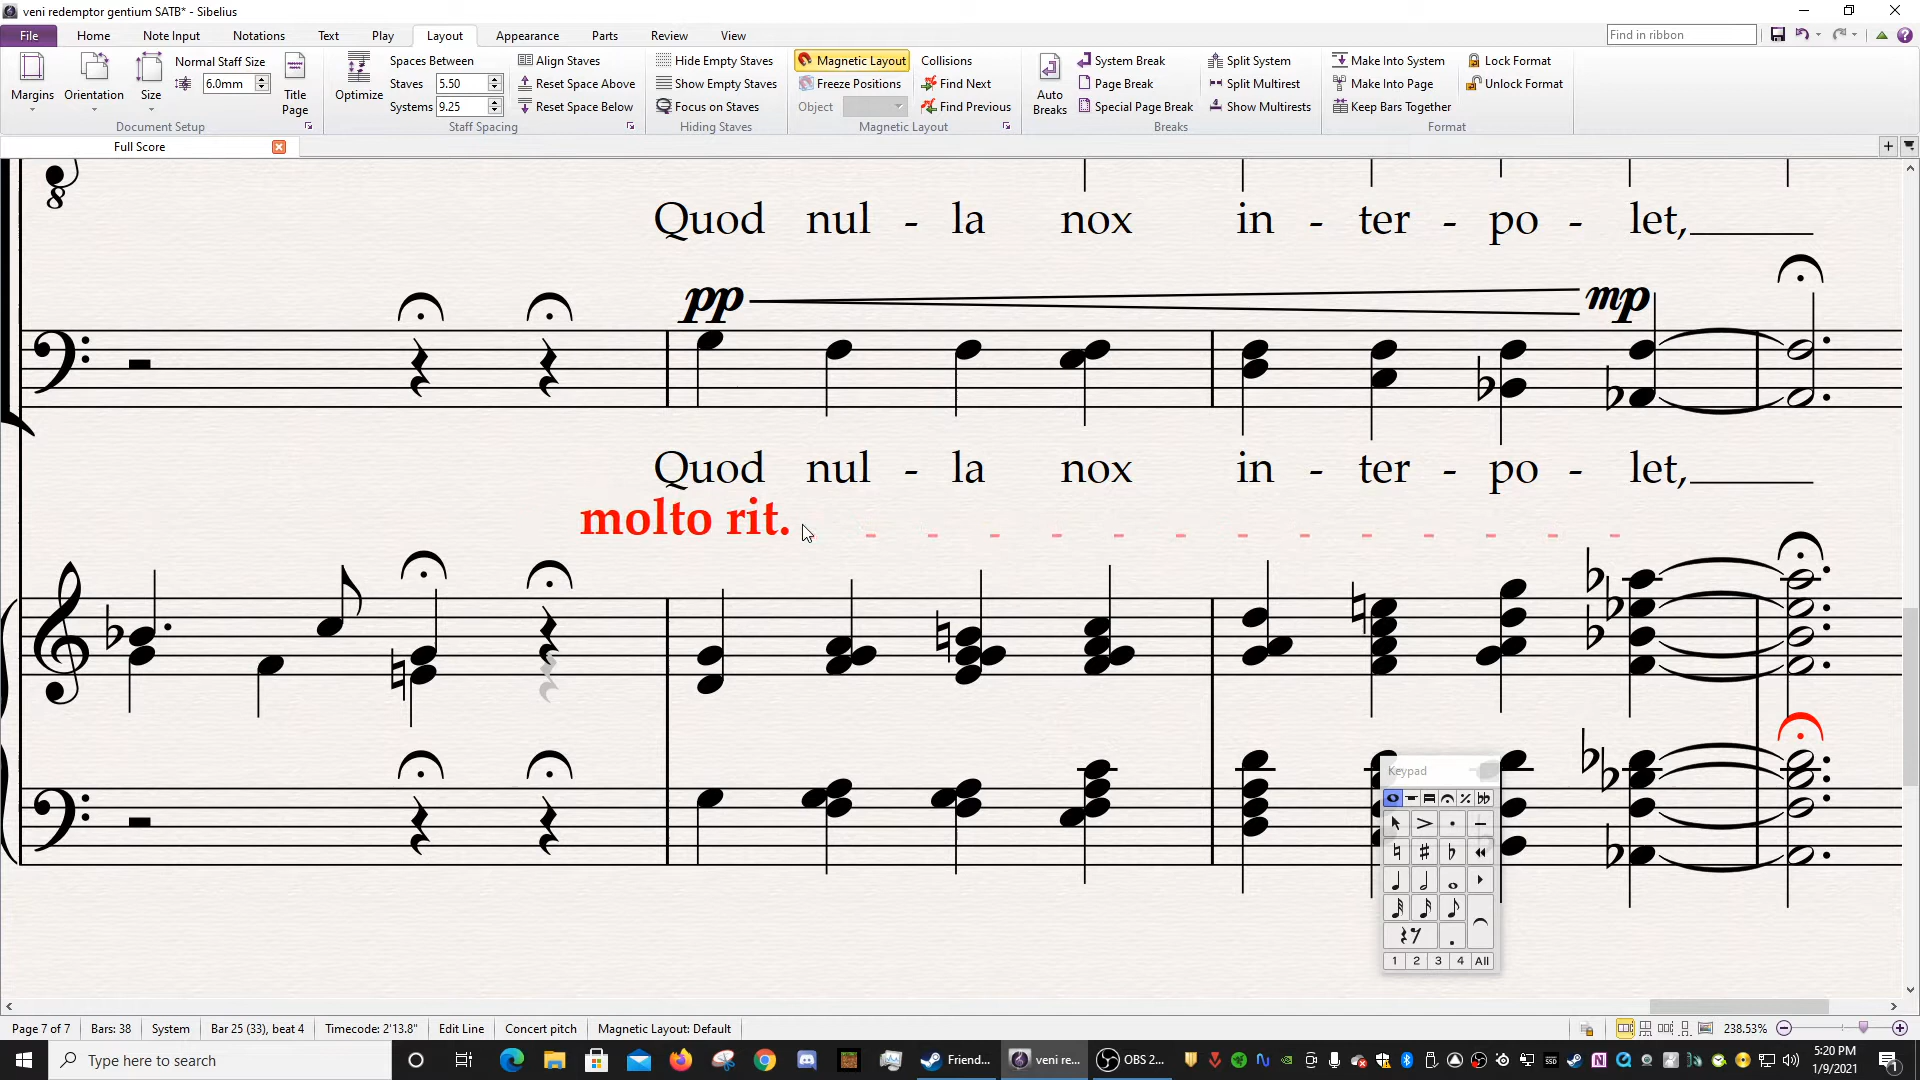 veni redemptor gentium SATB* - Sibelius
File Home Note Input Notations Text Play Layout Appearance Parts Review View Find in ribbon
Margins Orientation Size Normal Staff Size 6.0mm Title Page Document Setup
Optimize Spaces Between Staves 5.50 Systems 9.25 Align Staves Reset Space Above Reset Space Below Staff Spacing
Hide Empty Staves Show Empty Staves Focus on Staves Hiding Staves
Magnetic Layout Freeze Positions Object Collisions Find Next Find Previous Magnetic Layout
Auto Breaks System Break Page Break Special Page Break Split System Split Multirest Show Multirests Breaks
Make Into System Make Into Page Keep Bars Together Lock Format Unlock Format Format
Full Score
8
Quod nul - la nox in - ter - po - let,
pp mp
Quod nul - la nox in - ter - po - let,
molto rit.
Keypad
1 2 3 4 All
Page 7 of 7 Bars: 38 System Bar 25 (33), beat 4 Timecode: 2'13.8" Edit Line Concert pitch Magnetic Layout: Default 238.53%
Type here to search Friend... veni re... OBS 2... 5:20 PM
1/9/2021